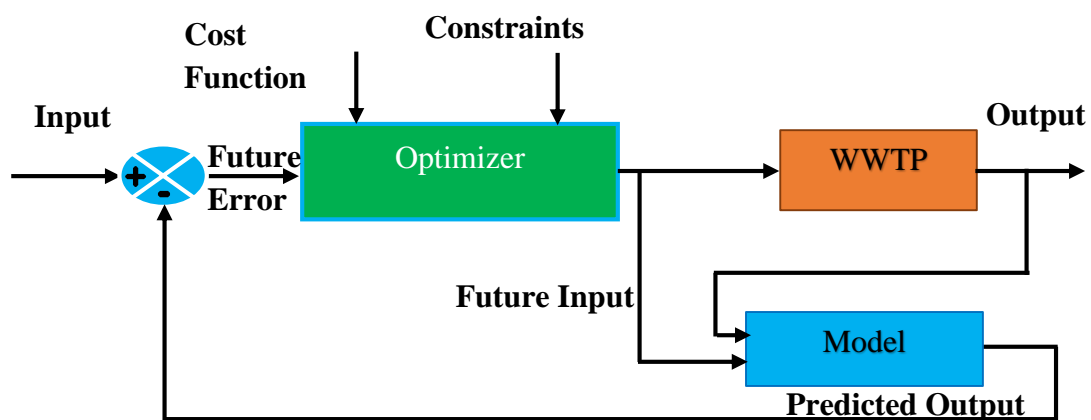 Cost
Function
Constraints
Input
Output
Future
Error
Optimizer
WWTP
+
-
Future Input
Model
Predicted Output